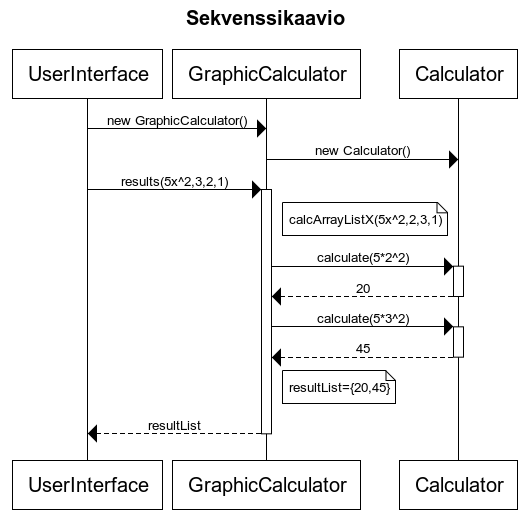 Sekvenssikaavio
UserInterface GraphicCalculator Calculator
new GraphicCalculator()
new Calculator()
results(5x^2,3,2,1)
calcArrayListX(5x^2,2,3,1)
calculate(5*2^2)
20
calculate(5*3^2)
45
resultList={20,45}
resultList
UserInterface GraphicCalculator Calculator